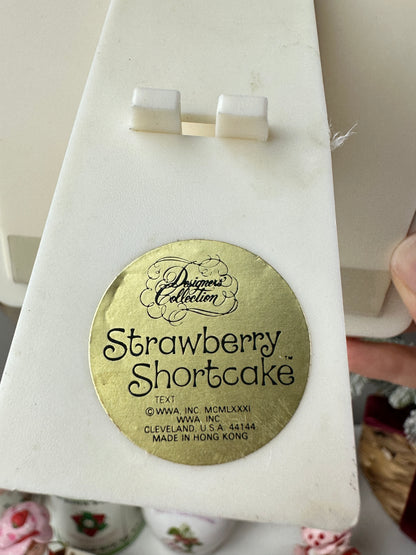 Designers'
Collection
Strawberry
Shortcake™
TEXT
© WWA, INC. MCMLXXXI
WWA, INC
CLEVELAND, U.S.A. 44144
MADE IN HONG KONG